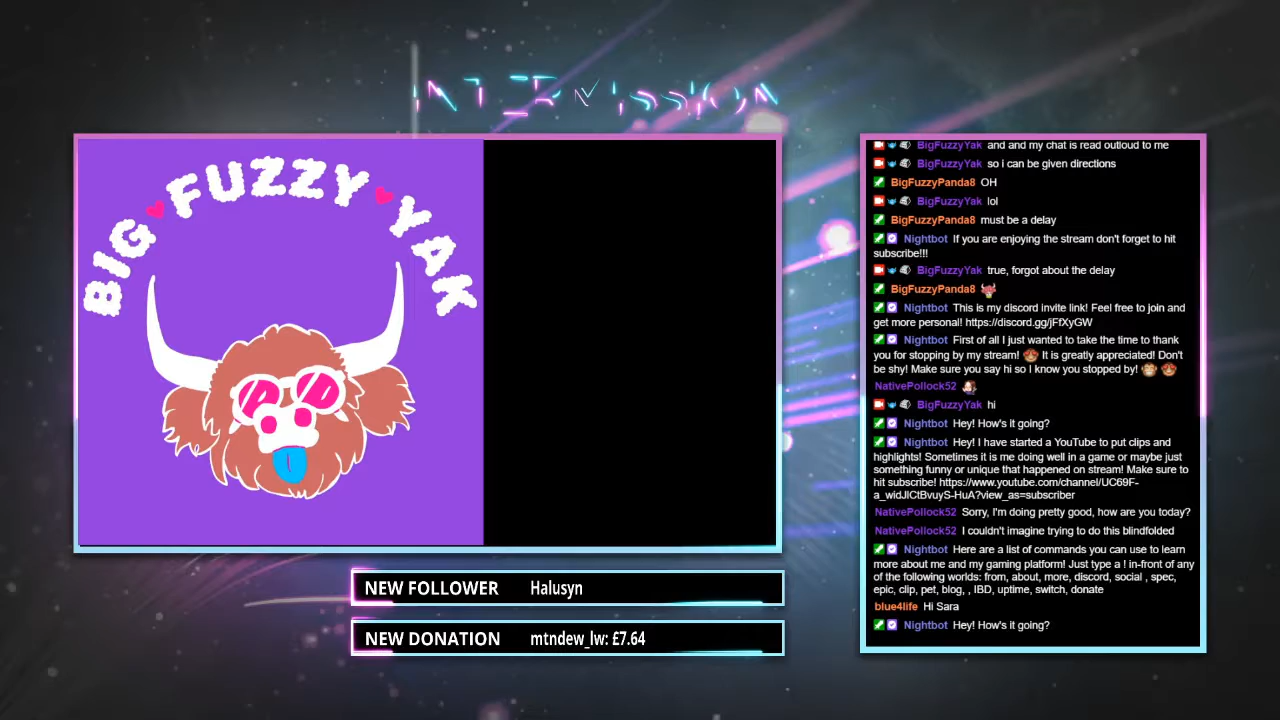 INTERMISSION
BIG FUZZY YAK
BigFuzzyYak and and my chat is read outloud to me
BigFuzzyYak so i can be given directions
BigFuzzyPanda8 OH
BigFuzzyYak lol
BigFuzzyPanda8 must be a delay
Nightbot If you are enjoying the stream don't forget to hit
subscribe!!!
BigFuzzyYak true, forgot about the delay
BigFuzzyPanda8
Nightbot This is my discord invite link! Feel free to join and
get more personal! https://discord.gg/jFfXyGW
Nightbot First of all I just wanted to take the time to thank
you for stopping by my stream! It is greatly appreciated! Don't
be shy! Make sure you say hi so I know you stopped by!
NativePollock52
BigFuzzyYak hi
Nightbot Hey! How's it going?
Nightbot Hey! I have started a YouTube to put clips and
highlights! Sometimes it is me doing well in a game or maybe just
something funny or unique that happened on stream! Make sure to
hit subscribe! https://www.youtube.com/channel/UC69F-
a_widJlCtBvuyS-HuA?view_as=subscriber
NativePollock52 Sorry, I'm doing pretty good, how are you today?
NativePollock52 I couldn't imagine trying to do this blindfolded
Nightbot Here are a list of commands you can use to learn
more about me and my gaming platform! Just type a ! in-front of any
of the following worlds: from, about, more, discord, social , spec,
epic, clip, pet, blog, , IBD, uptime, switch, donate
blue4life Hi Sara
Nightbot Hey! How's it going?
NEW FOLLOWER Halusyn
NEW DONATION mtndew_lw: £7.64